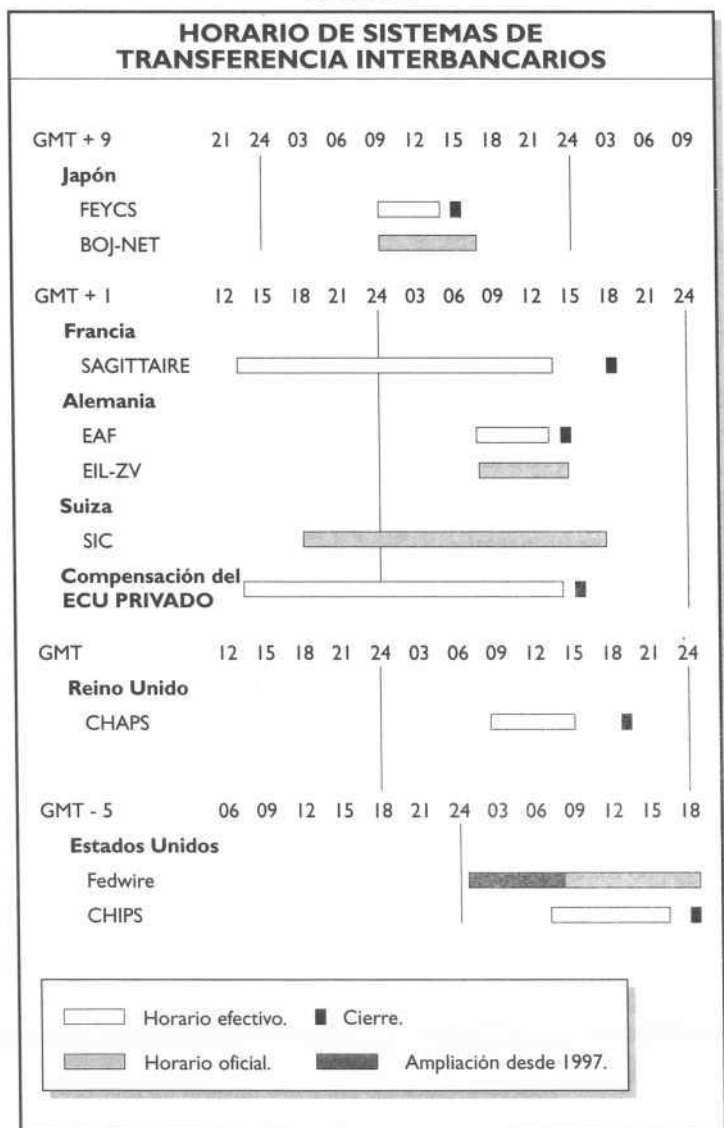 HORARIO DE SISTEMAS DE
TRANSFERENCIA INTERBANCARIOS
GMT + 9 21 24 03 06 09 12 15 18 21 24 03 06 09
Japón
FEYCS
BOJ-NET
GMT + 1 12 15 18 21 24 03 06 09 12 15 18 21 24
Francia
SAGITTAIRE
Alemania
EAF
EIL-ZV
Suiza
SIC
Compensación del
ECU PRIVADO
GMT 12 15 18 21 24 03 06 09 12 15 18 21 24
Reino Unido
CHAPS
GMT - 5 06 09 12 15 18 21 24 03 06 09 12 15 18
Estados Unidos
Fedwire
CHIPS
Horario efectivo. Cierre.
Horario oficial. Ampliación desde 1997.